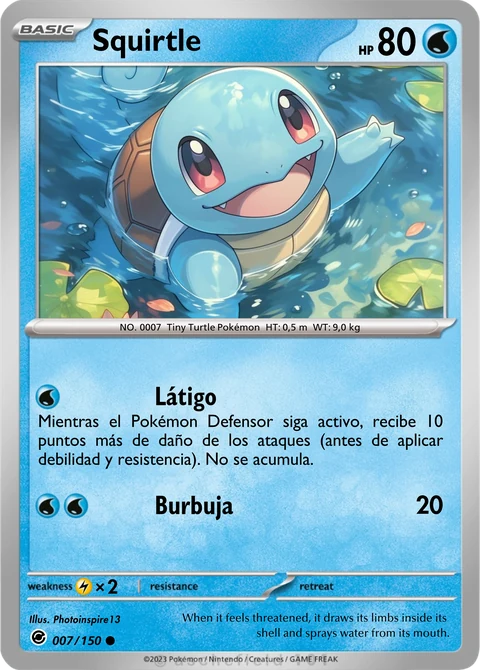 BASIC
Squirtle
HP 80
NO. 0007 Tiny Turtle Pokémon HT: 0,5 m WT: 9,0 kg
Látigo
Mientras el Pokémon Defensor siga activo, recibe 10
puntos más de daño de los ataques (antes de aplicar
debilidad y resistencia). No se acumula.
Burbuja 20
weakness ×2 resistance retreat
Illus. Photoinspire13
When it feels threatened, it draws its limbs inside its
shell and sprays water from its mouth.
007/150
©2023 Pokémon / Nintendo / Creatures / GAME FREAK